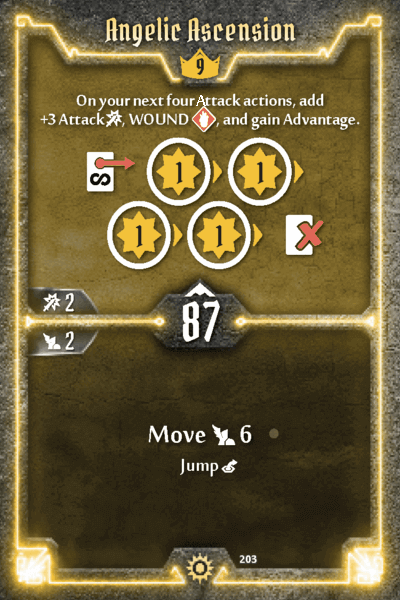 Angelic Ascension
9
On your next four Attack actions, add
+3 Attack, WOUND, and gain Advantage.
1 1
1 1
2
87
2
Move 6
Jump
203